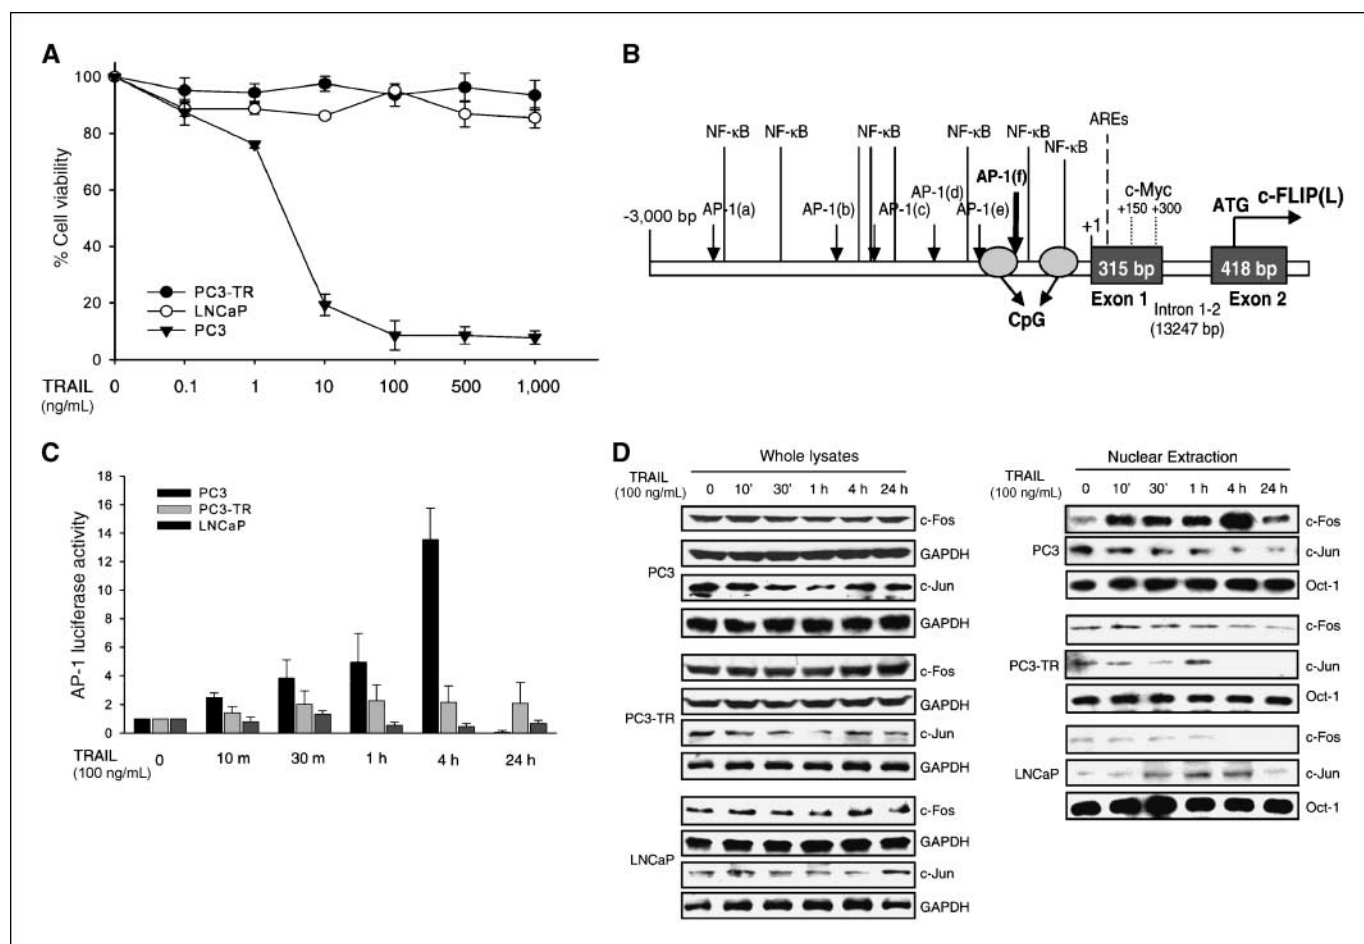 A
100
80
60
40
20
0
% Cell viability
PC3-TR
LNCaP
PC3
TRAIL 0 0.1 1 10 100 500 1,000
(ng/mL)
B
NF-κB NF-κB NF-κB NF-κB NF-κB NF-κB
AREs
AP-1(a) AP-1(b) AP-1(c) AP-1(d) AP-1(e) AP-1(f)
-3,000 bp
c-Myc
+150 +300
+1
ATG c-FLIP(L)
315 bp 418 bp
Exon 1 Exon 2
CpG
Intron 1-2
(13247 bp)
C
18
16
14
12
10
8
6
4
2
0
AP-1 luciferase activity
PC3
PC3-TR
LNCaP
TRAIL 0 10 m 30 m 1 h 4 h 24 h
(100 ng/mL)
D
Whole lysates
TRAIL 0 10' 30' 1 h 4 h 24 h
(100 ng/mL)
c-Fos
GAPDH
PC3
c-Jun
GAPDH
c-Fos
GAPDH
PC3-TR
c-Jun
GAPDH
c-Fos
GAPDH
LNCaP
c-Jun
GAPDH
Nuclear Extraction
TRAIL 0 10' 30' 1 h 4 h 24 h
(100 ng/mL)
c-Fos
PC3 c-Jun
Oct-1
c-Fos
PC3-TR c-Jun
Oct-1
c-Fos
LNCaP c-Jun
Oct-1